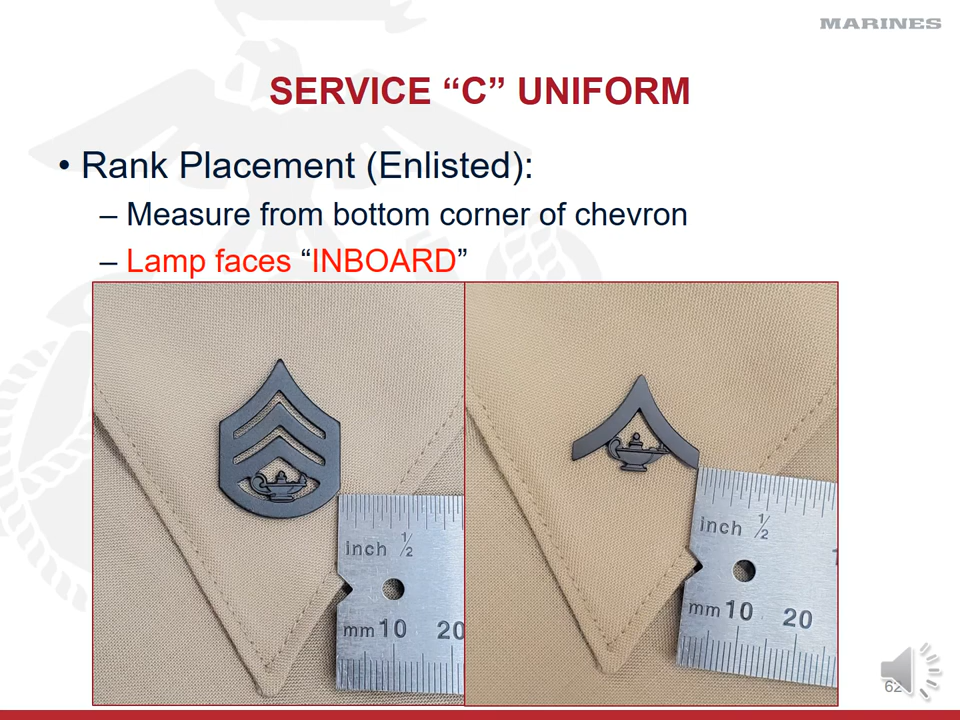 MARINES
SERVICE “C” UNIFORM
• Rank Placement (Enlisted):
– Measure from bottom corner of chevron
– Lamp faces “INBOARD”
inch 1/2
mm 10 20
inch 1/2 1
mm 10 20
62